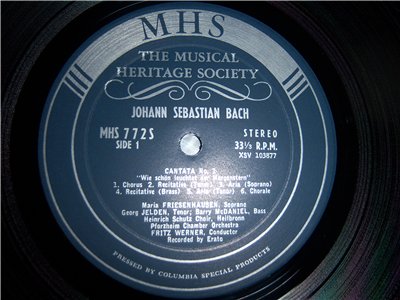 MHS
THE MUSICAL
HERITAGE SOCIETY
JOHANN SEBASTIAN BACH
MHS 772S
SIDE 1
STEREO
33⅓ R.P.M.
XSV 103877
CANTATA No. 1
"Wie schön leuchtet der Morgenstern"
1. Chorus 2. Recitative (Tenor) 3. Aria (Soprano)
4. Recitative (Brass) 5. Aria (Tenor) 6. Chorale
Maria FRIESENHAUSEN, Soprano
Georg JELDEN, Tenor; Barry McDANIEL, Bass
Heinrich Schutz Choir, Heilbronn
Pforzheim Chamber Orchestra
FRITZ WERNER, Conductor
Recorded by Erato
PRESSED BY COLUMBIA SPECIAL PRODUCTS